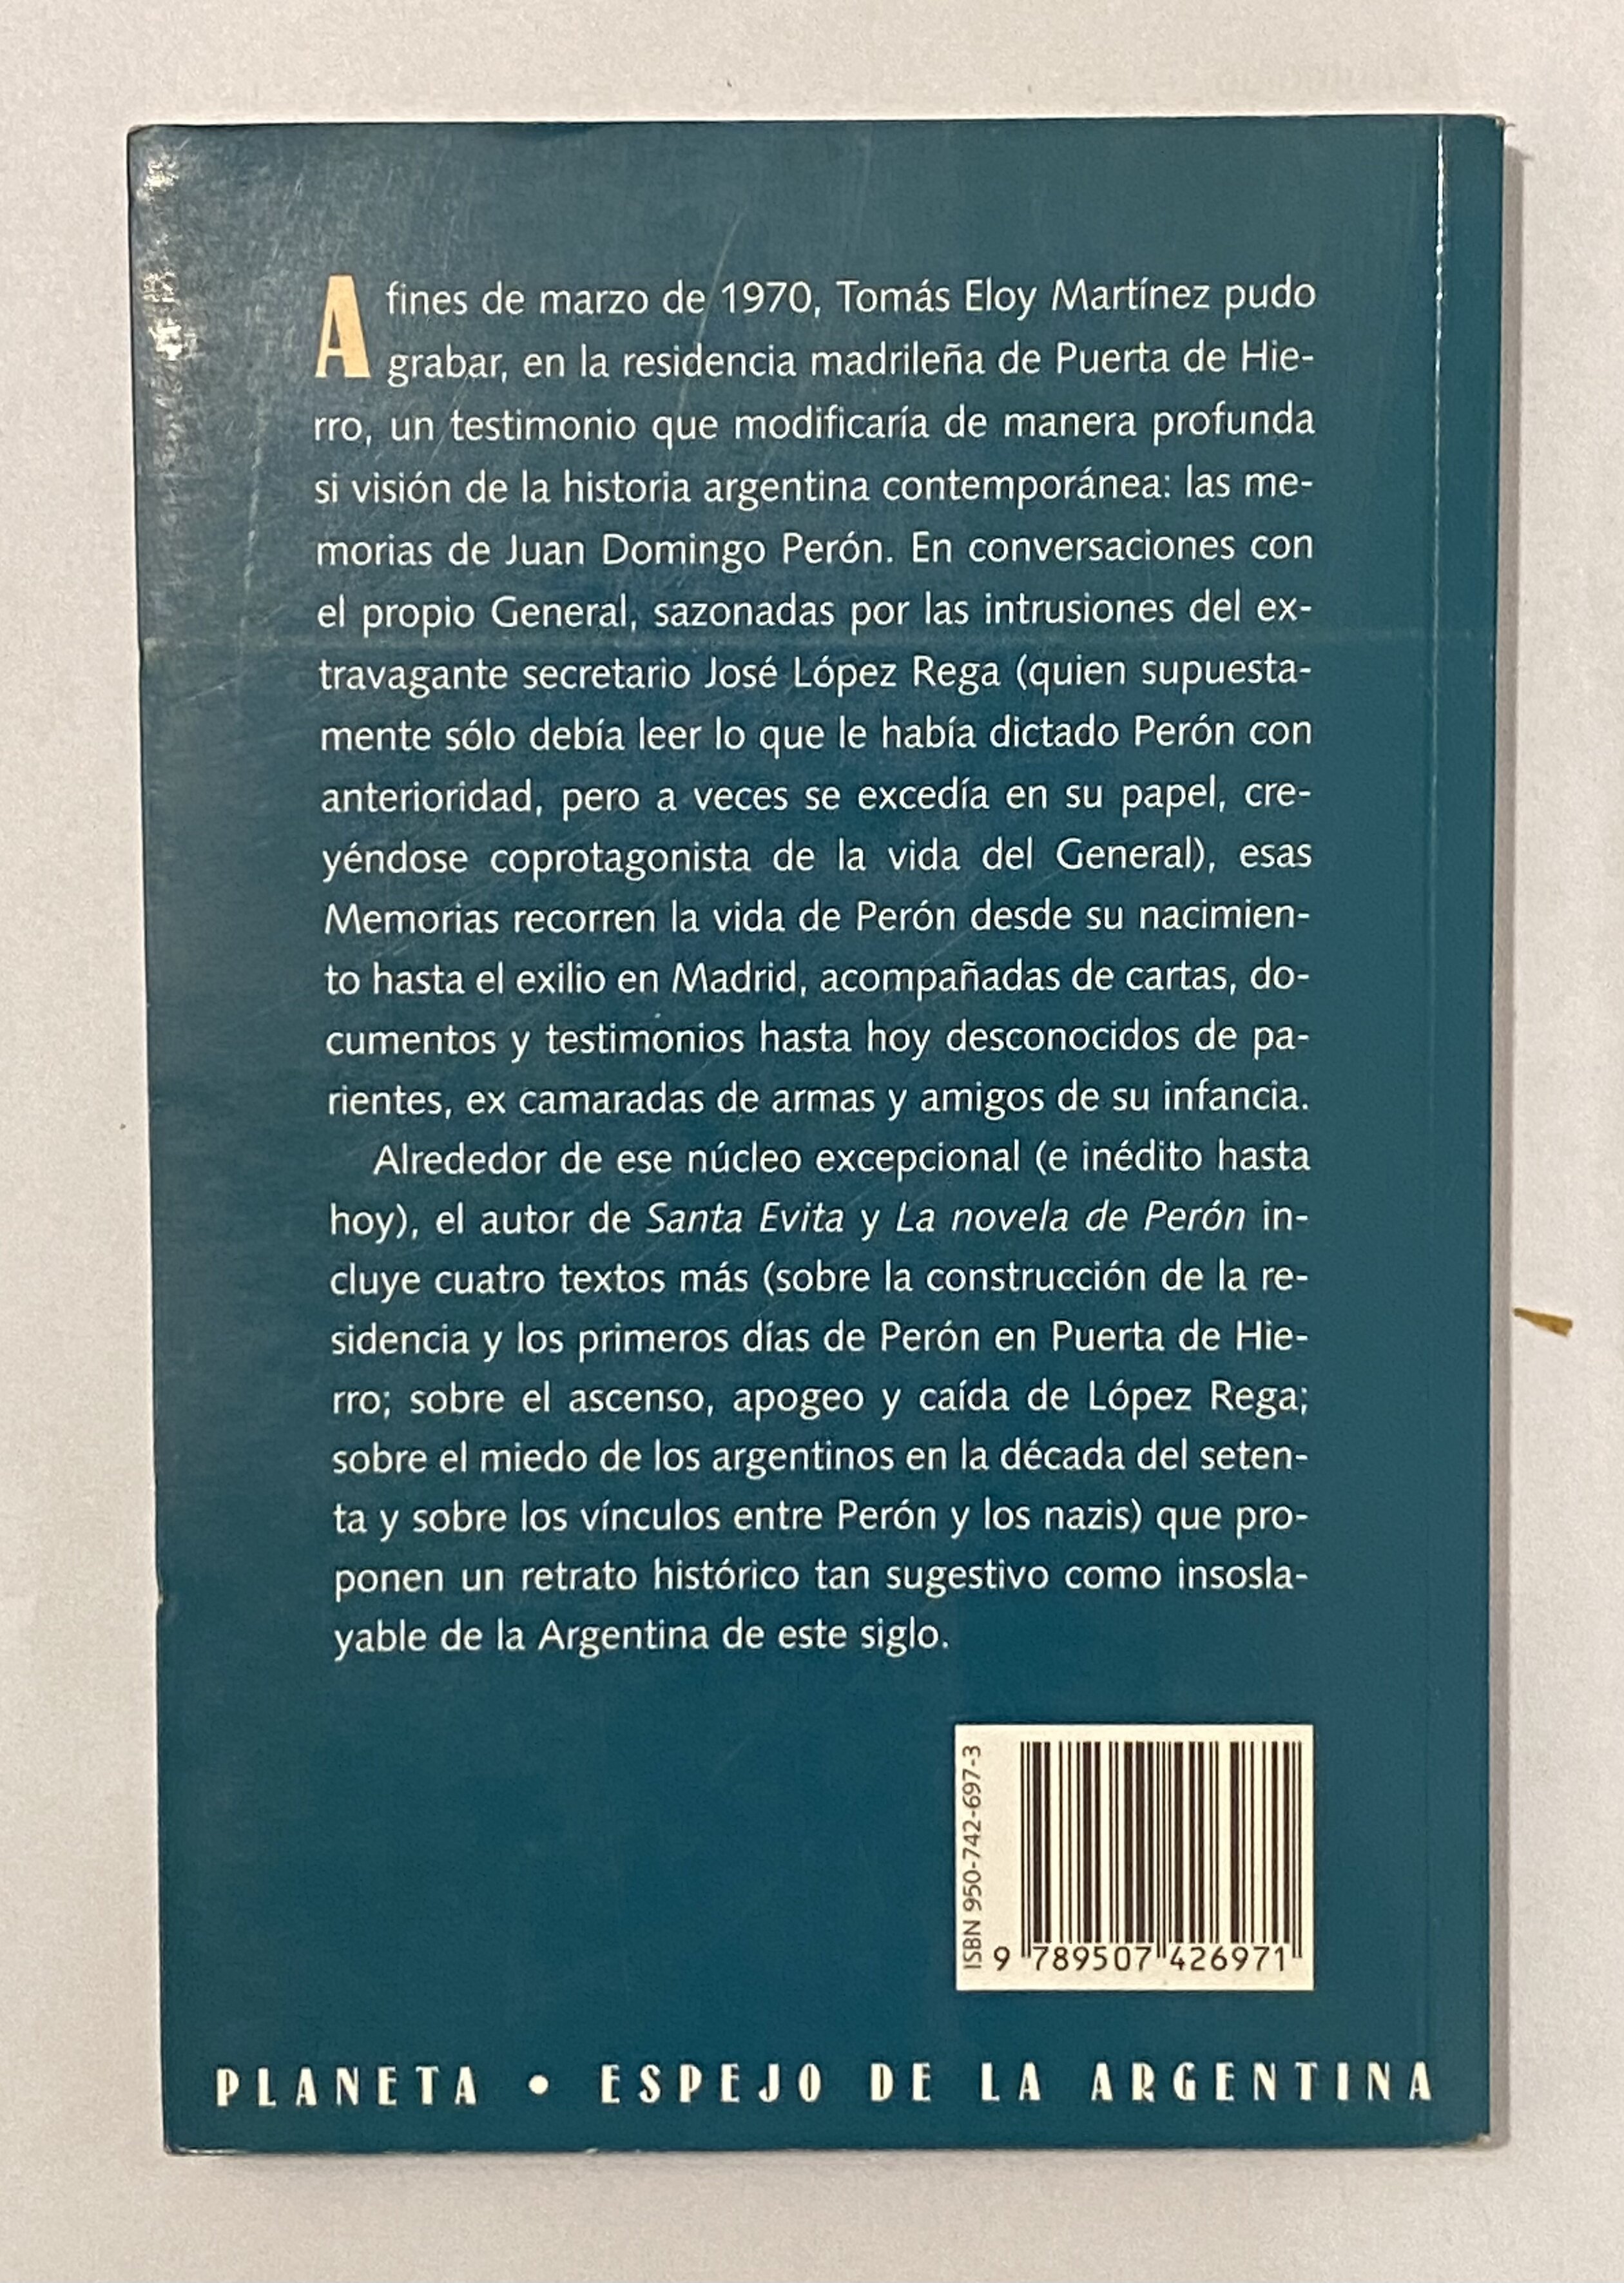 A fines de marzo de 1970, Tomás Eloy Martínez pudo
grabar, en la residencia madrileña de Puerta de Hie-
rro, un testimonio que modificaría de manera profunda
si visión de la historia argentina contemporánea: las me-
morias de Juan Domingo Perón. En conversaciones con
el propio General, sazonadas por las intrusiones del ex-
travagante secretario José López Rega (quien supuesta-
mente sólo debía leer lo que le había dictado Perón con
anterioridad, pero a veces se excedía en su papel, cre-
yéndose coprotagonista de la vida del General), esas
Memorias recorren la vida de Perón desde su nacimien-
to hasta el exilio en Madrid, acompañadas de cartas, do-
cumentos y testimonios hasta hoy desconocidos de pa-
rientes, ex camaradas de armas y amigos de su infancia.
Alrededor de ese núcleo excepcional (e inédito hasta
hoy), el autor de Santa Evita y La novela de Perón in-
cluye cuatro textos más (sobre la construcción de la re-
sidencia y los primeros días de Perón en Puerta de Hie-
rro; sobre el ascenso, apogeo y caída de López Rega;
sobre el miedo de los argentinos en la década del seten-
ta y sobre los vínculos entre Perón y los nazis) que pro-
ponen un retrato histórico tan sugestivo como insosla-
yable de la Argentina de este siglo.
ISBN 950-742-697-3
9 789507 426971
PLANETA • ESPEJO DE LA ARGENTINA